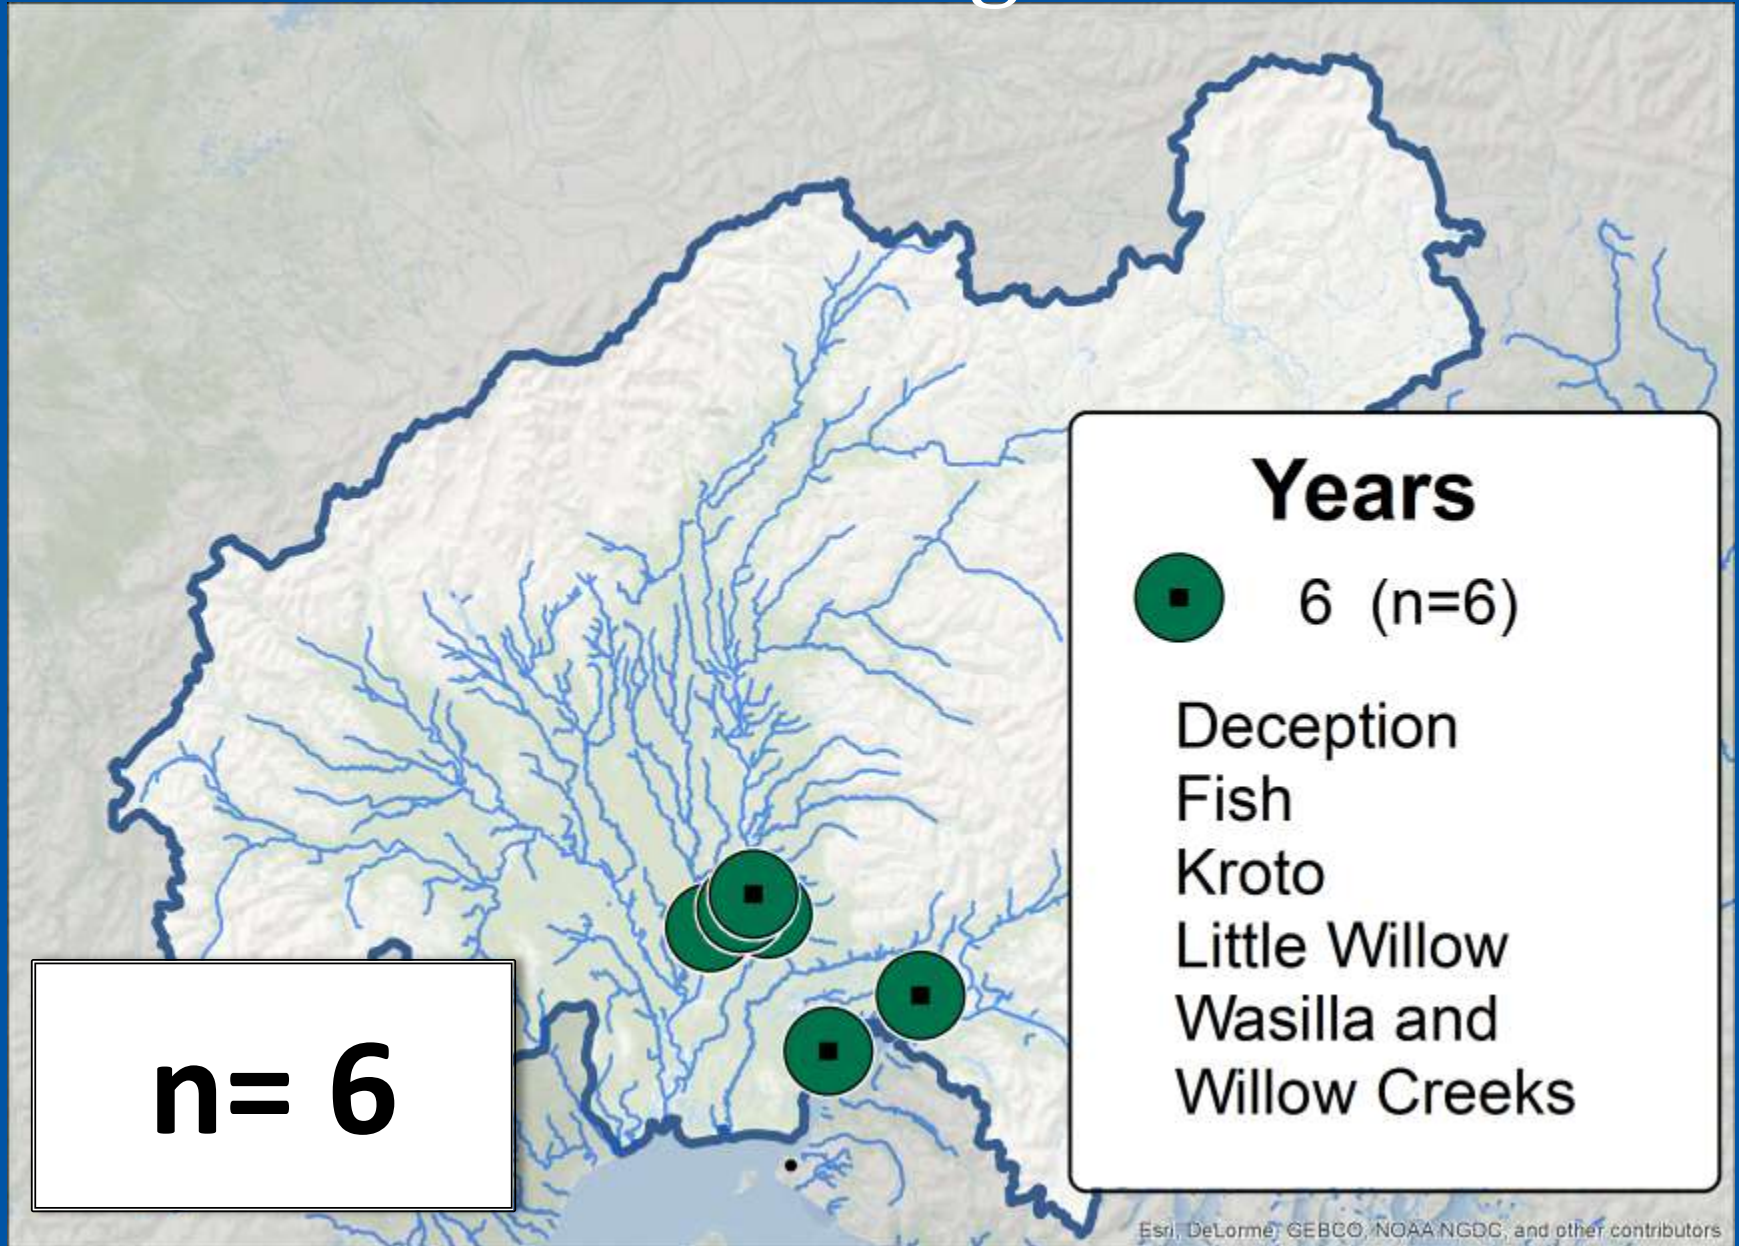 Years
6 (n=6)
Deception
Fish
Kroto
Little Willow
Wasilla and
Willow Creeks
n= 6
Esri, DeLorme, GEBCO, NOAA NGDC, and other contributors